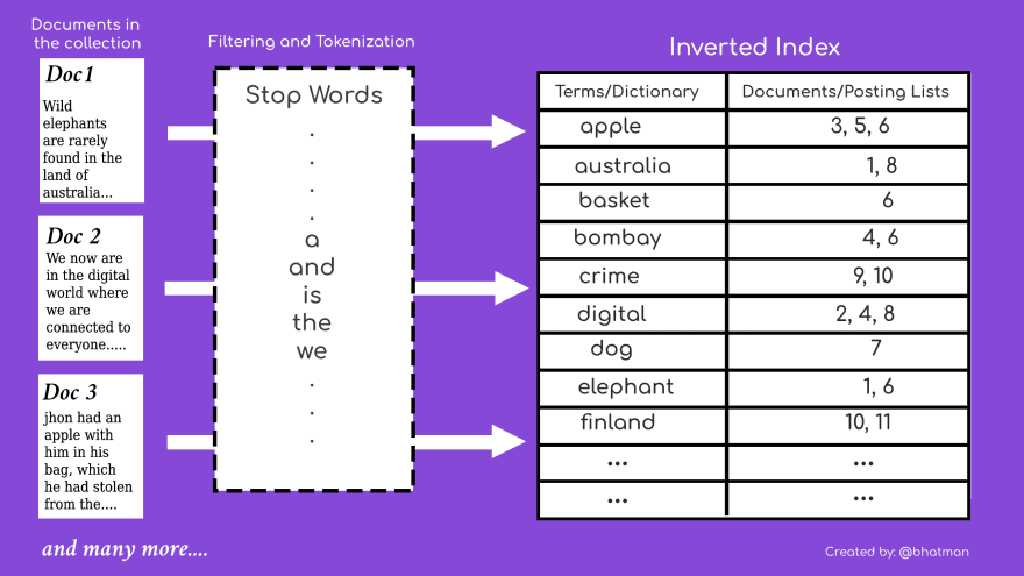 Documents in
the collection
Doc1
Wild
elephants
are rarely
found in the
land of
australia...
Doc 2
We now are
in the digital
world where
we are
connected to
everyone.....
Doc 3
jhon had an
apple with
him in his
bag, which
he had stolen
from the....
and many more....
Filtering and Tokenization
Stop Words
.
.
.
.
a
and
is
the
we
.
.
.
Inverted Index
Terms/Dictionary Documents/Posting Lists
apple 3, 5, 6
australia 1, 8
basket 6
bombay 4, 6
crime 9, 10
digital 2, 4, 8
dog 7
elephant 1, 6
finland 10, 11
... ...
... ...
Created by: @bhatman